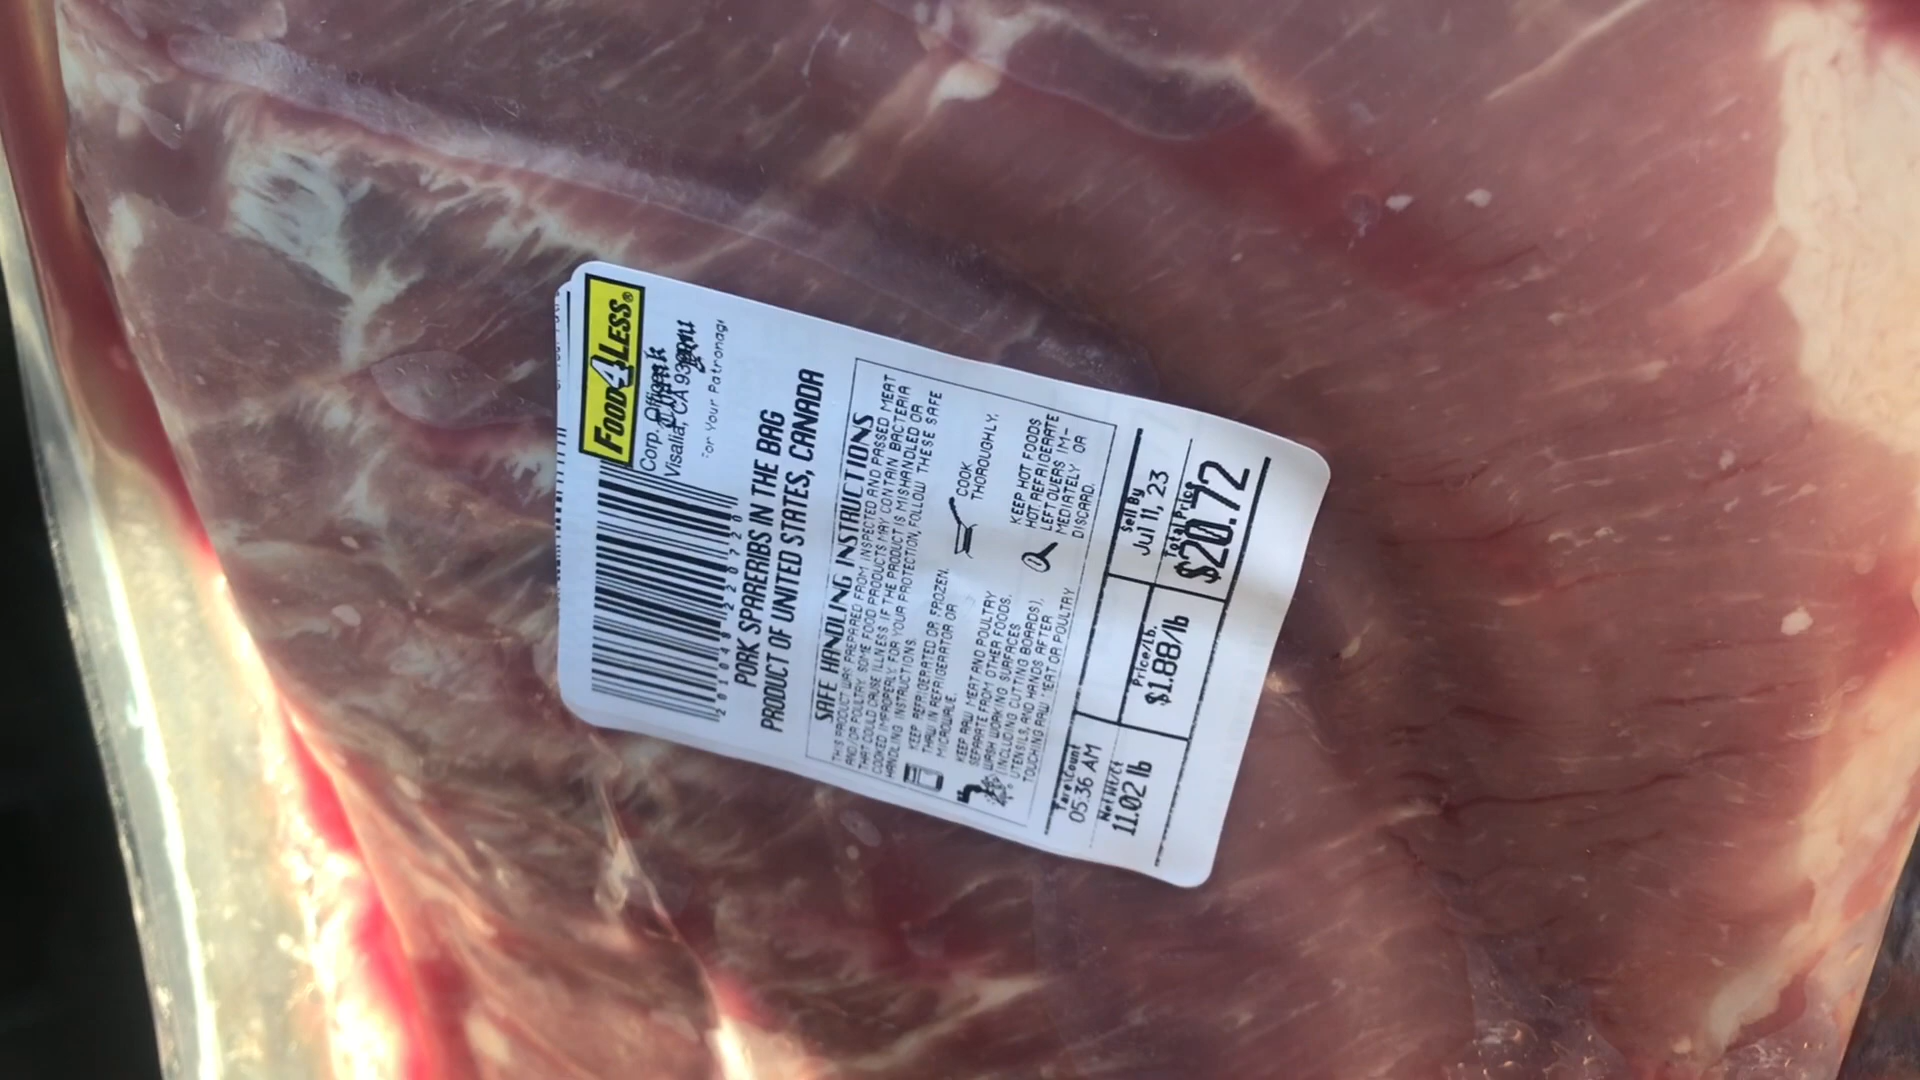 FOOD4LESS®
Corp.
Visalia, CA
For Your Patronage
PORK SPARERIBS IN THE BAG
PRODUCT OF UNITED STATES, CANADA
SAFE HANDLING INSTRUCTIONS
THIS PRODUCT WAS PREPARED FROM INSPECTED AND PASSED MEAT
AND/OR POULTRY. SOME FOOD PRODUCTS MAY CONTAIN BACTERIA
THAT COULD CAUSE ILLNESS IF THE PRODUCT IS MISHANDLED OR
COOKED IMPROPERLY. FOR YOUR PROTECTION, FOLLOW THESE SAFE
HANDLING INSTRUCTIONS.
KEEP REFRIGERATED OR FROZEN.
THAW IN REFRIGERATOR OR
MICROWAVE.
COOK
THOROUGHLY.
KEEP RAW MEAT AND POULTRY
SEPARATE FROM OTHER FOODS.
WASH WORKING SURFACES
(INCLUDING CUTTING BOARDS),
UTENSILS, AND HANDS AFTER
TOUCHING RAW MEAT OR POULTRY
KEEP HOT FOODS
HOT. REFRIGERATE
LEFTOVERS IM-
MEDIATELY OR
DISCARD.
Tare\Count
05:36 AM
Sell By
Jul 11, 23
Net Wt/Ct
11.02 lb
Price/lb.
$1.88/lb
Total Price
$20.72